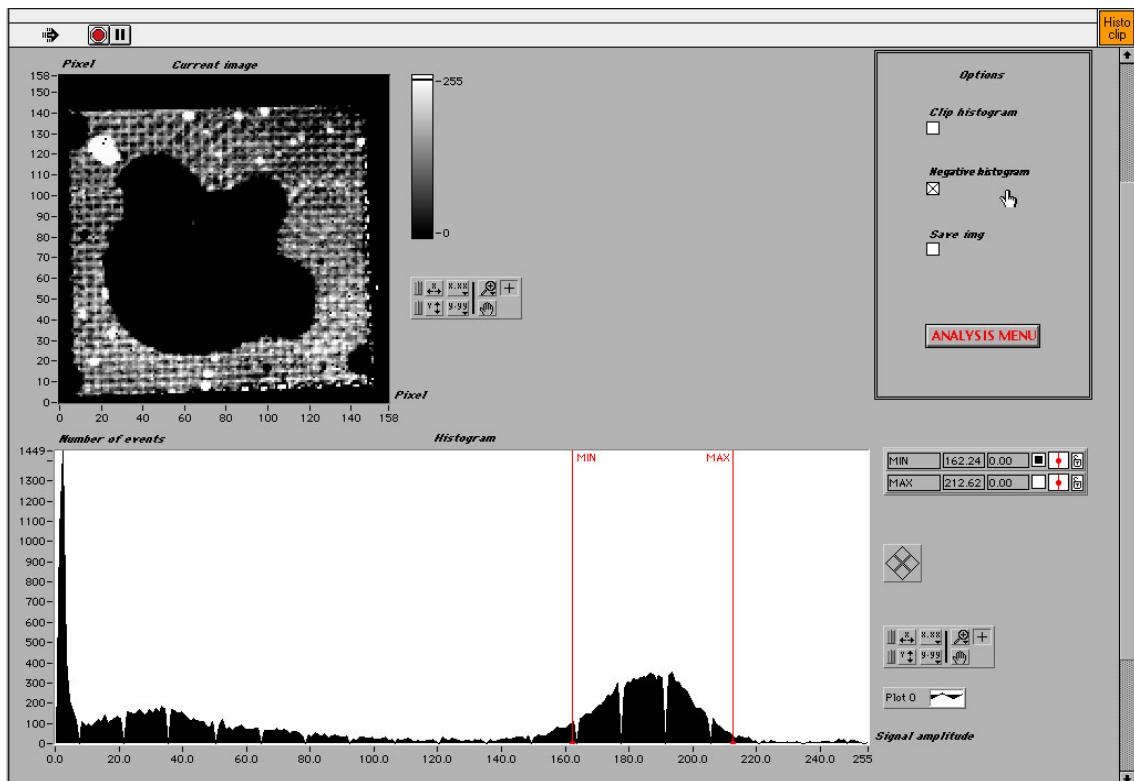 Histo
clip
Pixel
Current image
158
150
140
130
120
110
100
90
80
70
60
50
40
30
20
10
0
0 20 40 60 80 100 120 140 158
Pixel
255
0
X X.XX
Y Y.YY
Options
Clip histogram
Negative histogram
Save img
ANALYSIS MENU
Number of events
Histogram
1449
1300
1200
1100
1000
900
800
700
600
500
400
300
200
100
0
MIN MAX
0.0 20.0 40.0 60.0 80.0 100.0 120.0 140.0 160.0 180.0 200.0 220.0 240.0 255
Signal amplitude
MIN 162.24 0.00
MAX 212.62 0.00
X X.XX
Y Y.YY
Plot 0